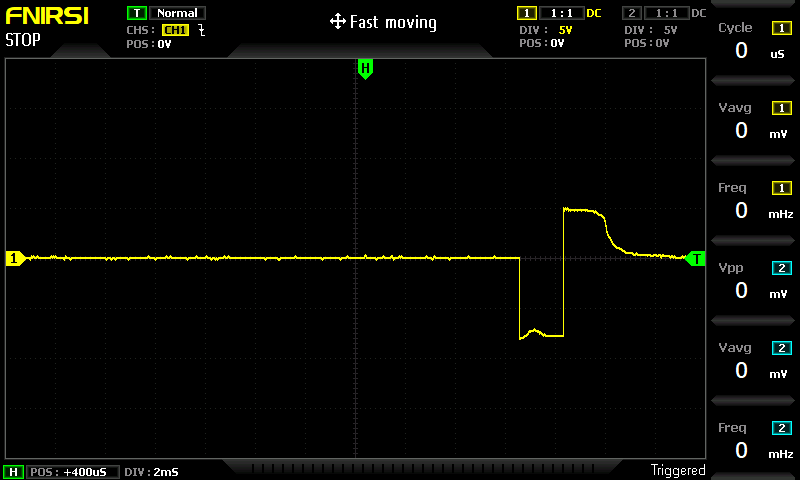 FNIRSI
STOP
T Normal
CHS: CH1
POS:0V
Fast moving
1 1:1 DC
DIV: 5V
POS:0V
2 1:1 DC
DIV: 5V
POS:0V
H
1
T
Cycle 1
0 uS
Vavg 1
0 mV
Freq 1
0 mHz
Vpp 2
0 mV
Vavg 2
0 mV
Freq 2
0 mHz
H POS: +400uS DIV:2mS
Triggered